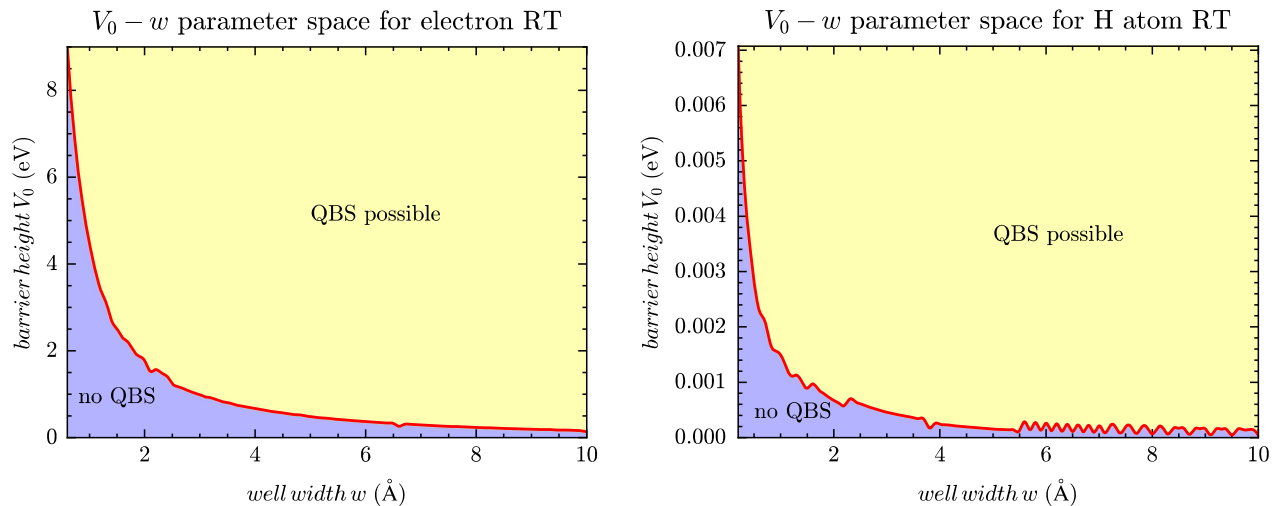 V₀ − w parameter space for electron RT
8
6
4
2
0
barrier height V₀ (eV)
QBS possible
no QBS
2 4 6 8 10
well width w (Å)
V₀ − w parameter space for H atom RT
0.007
0.006
0.005
0.004
0.003
0.002
0.001
0.000
barrier height V₀ (eV)
QBS possible
no QBS
2 4 6 8 10
well width w (Å)